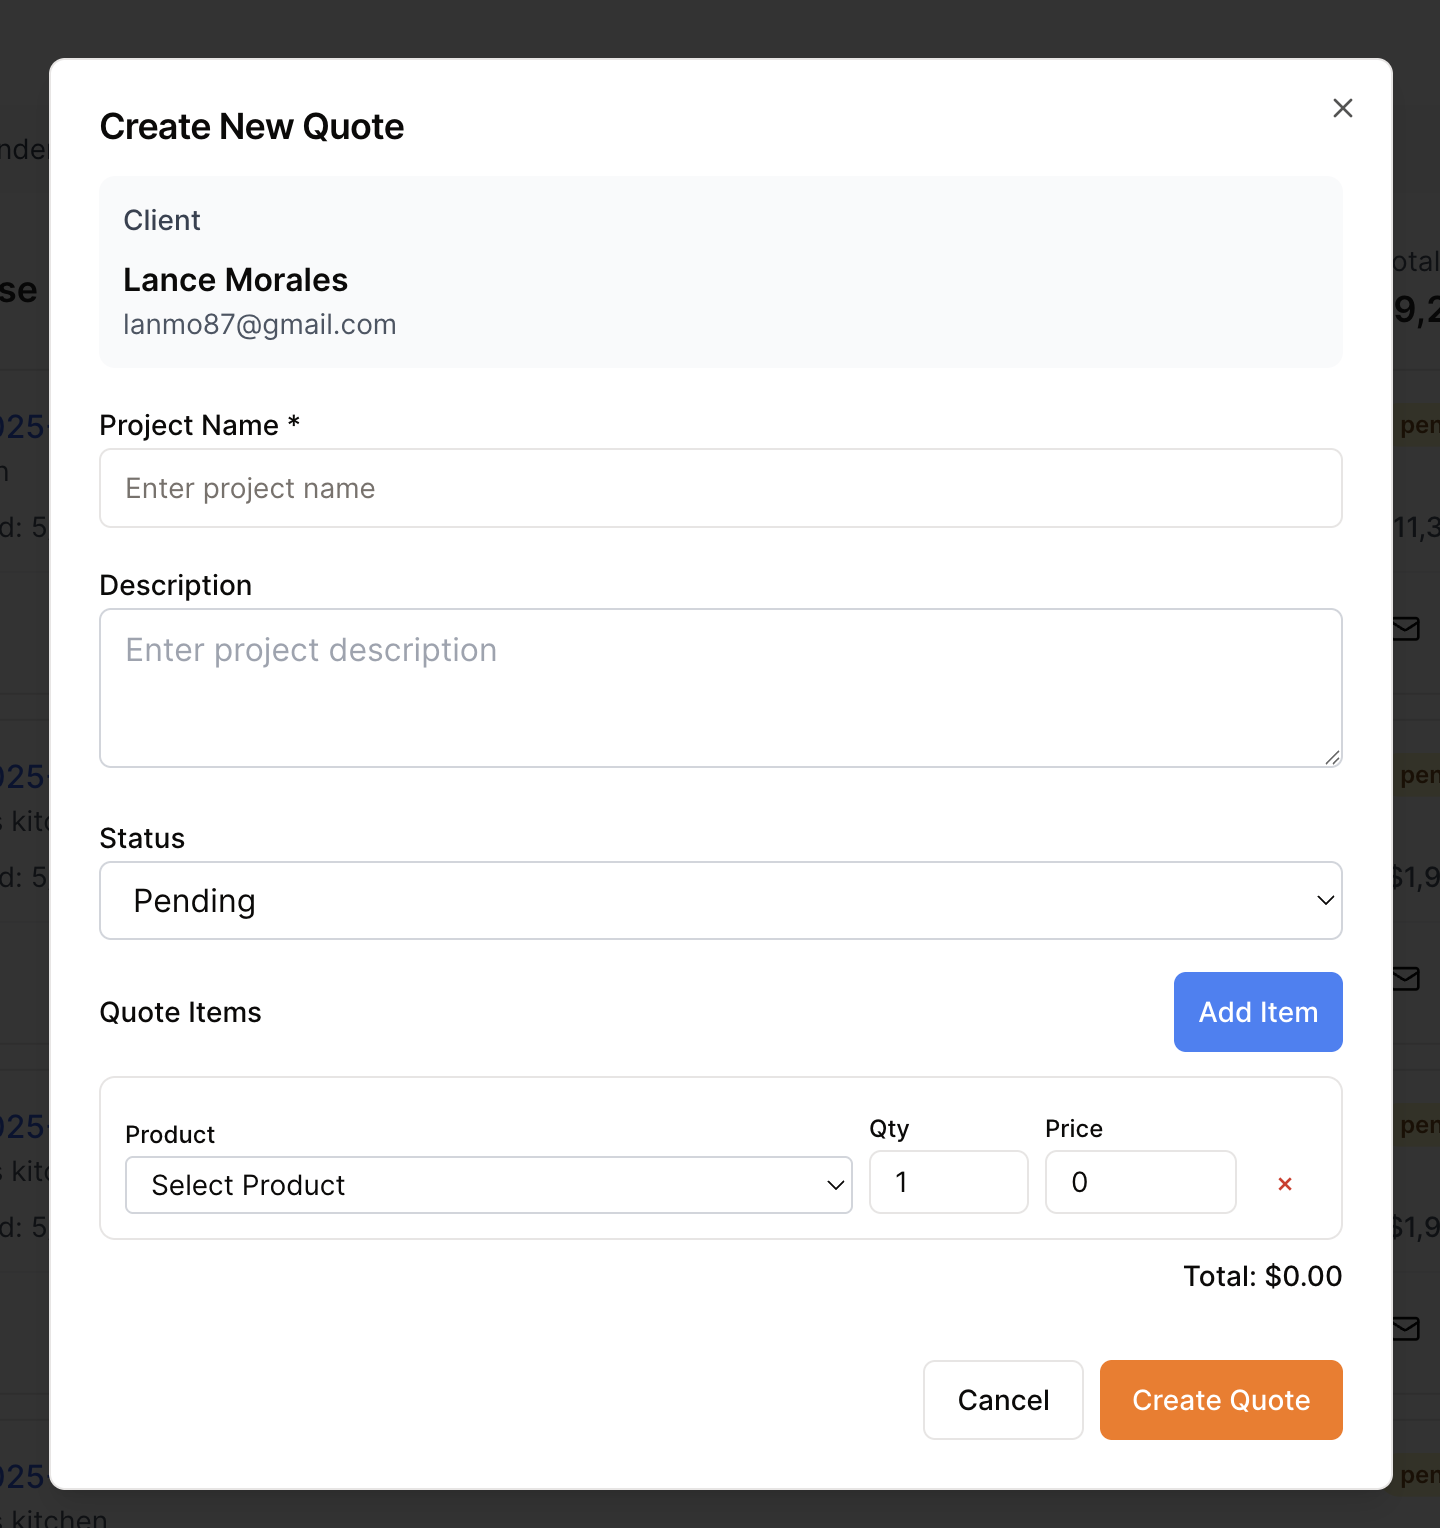 Create New Quote
Client
Lance Morales
lanmo87@gmail.com
Project Name *
Enter project name
Description
Enter project description
Status
Pending
Quote Items
Add Item
Product
Qty
Price
Select Product
1
0
×
Total: $0.00
Cancel
Create Quote
kitchen